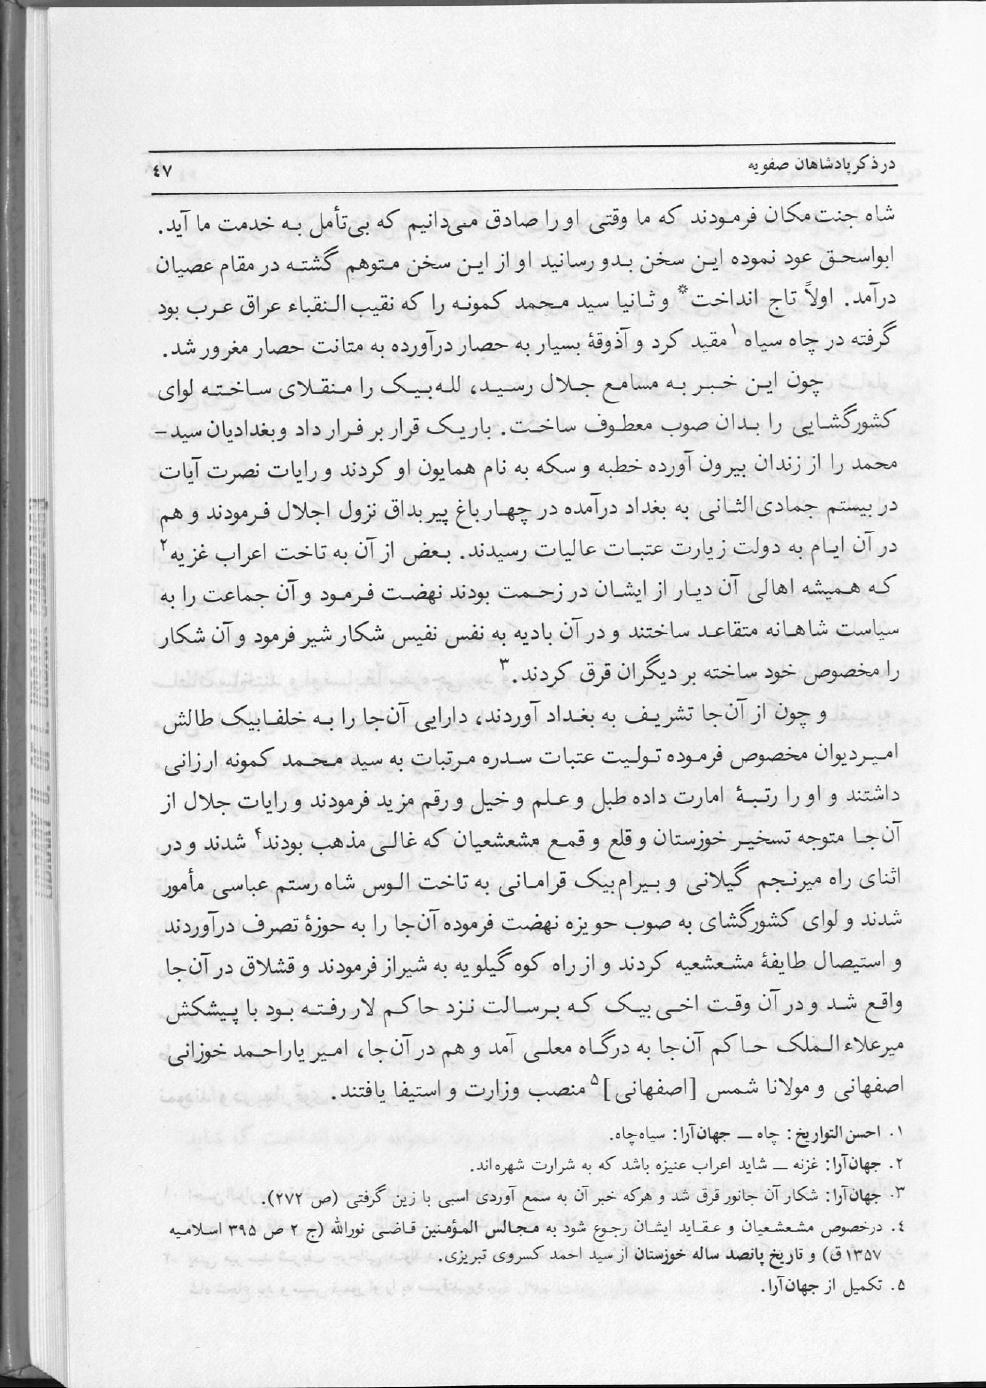 در ذکر پادشاهان صفویه
٤٧
شاه جنت‌مکان فرمودند که ما وقتی او را صادق می‌دانیم که بی‌تأمل به خدمت ما آید.
ابواسحق عود نموده این سخن بدو رسانید او از این سخن متوهم گشته در مقام عصیان
درآمد. اولاً تاج انداخت* و ثانیا سید محمد کمونه را که نقیب‌النقباء عراق عرب بود
گرفته در چاه سیاه۱ مقید کرد و آذوقهٔ بسیار به حصار درآورده به متانت حصار مغرور شد.
چون این خبر به مسامع جلال رسید، لله‌بیک را منقلای ساخته لوای
کشورگشایی را بدان صوب معطوف ساخت. باریک قرار بر فرار داد و بغدادیان سید–
محمد را از زندان بیرون آورده خطبه و سکه به نام همایون او کردند و رایات نصرت آیات
در بیستم جمادی‌الثانی به بغداد درآمده در چهارباغ پیر بداق نزول اجلال فرمودند و هم
در آن ایام به دولت زیارت عتبات عالیات رسیدند. بعض از آن به تاخت اعراب غزیه۲
که همیشه اهالی آن دیار از ایشان در زحمت بودند نهضت فرمود و آن جماعت را به
سیاست شاهانه متقاعد ساختند و در آن بادیه به نفس نفیس شکار شیر فرمود و آن شکار
را مخصوص خود ساخته بر دیگران قرق کردند.۳
و چون از آن‌جا تشریف به بغداد آوردند، دارایی آن‌جا را به خلفابیک طالش
امیردیوان مخصوص فرموده تولیت عتبات سدره مرتبات به سید محمد کمونه ارزانی
داشتند و او را رتبهٔ امارت داده طبل و علم و خیل و رقم مزید فرمودند و رایات جلال از
آن‌جا متوجه تسخیر خوزستان و قلع و قمع مشعشعیان که غالی مذهب بودند۴ شدند و در
اثنای راه میرنجم گیلانی و بیرام‌بیک قرامانی به تاخت الوس شاه رستم عباسی مأمور
شدند و لوای کشورگشای به صوب حویزه نهضت فرموده آن‌جا را به حوزهٔ تصرف درآوردند
و استیصال طایفهٔ مشعشعیه کردند و از راه کوه گیلویه به شیراز فرمودند و قشلاق در آن‌جا
واقع شد و در آن وقت اخی‌بیک که برسالت نزد حاکم لار رفته بود با پیشکش
میرعلاءالملک حاکم آن‌جا به درگاه معلی آمد و هم در آن‌جا، امیر یاراحمد خوزانی
اصفهانی و مولانا شمس [اصفهانی]۵ منصب وزارت و استیفا یافتند.
۱. احسن‌التواریخ: چاه — جهان‌آرا: سیاه‌چاه.
۲. جهان‌آرا: غزنه — شاید اعراب عنیزه باشد که به شرارت شهره‌اند.
۳. جهان‌آرا: شکار آن جانور قرق شد و هرکه خبر آن به سمع آوردی اسبی با زین گرفتی (ص ۲۷۲).
٤. درخصوص مشعشعیان و عقاید ایشان رجوع شود به مجالس المؤمنین قاضی نورالله (ج ۲ ص ۳۹۵ اسلامیه
۱۳۵۷ ق) و تاریخ پانصد ساله خوزستان از سید احمد کسروی تبریزی.
۵. تکمیل از جهان‌آرا.